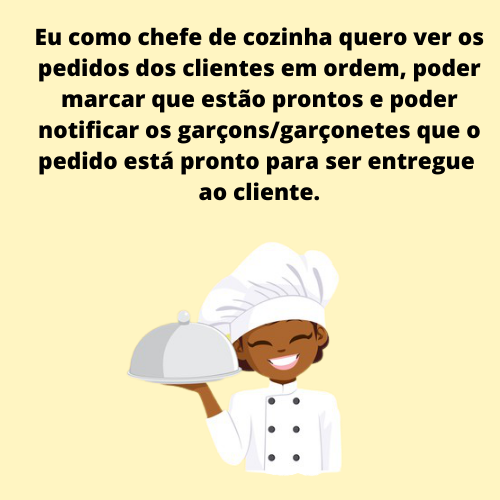 Eu como chefe de cozinha quero ver os
pedidos dos clientes em ordem, poder
marcar que estão prontos e poder
notificar os garçons/garçonetes que o
pedido está pronto para ser entregue
ao cliente.